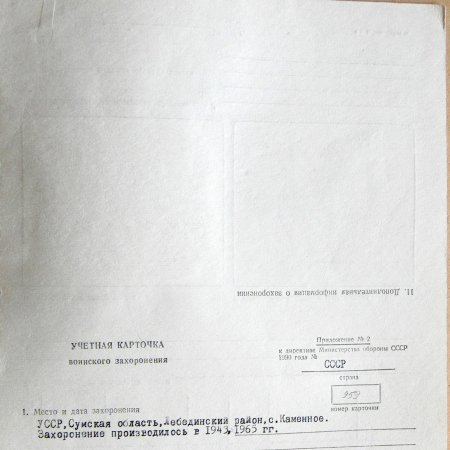 11. Дополнительная информация о захоронении
УЧЕТНАЯ КАРТОЧКА
воинского захоронения
Приложение № 2
к директиве Министерства обороны СССР
1990 года №
СССР
страна
959
номер карточки
1. Место и дата захоронения
УССР,Сумская область,Лебединский район,с.Каменное.
Захоронение производилось в 1943,1965 гг.